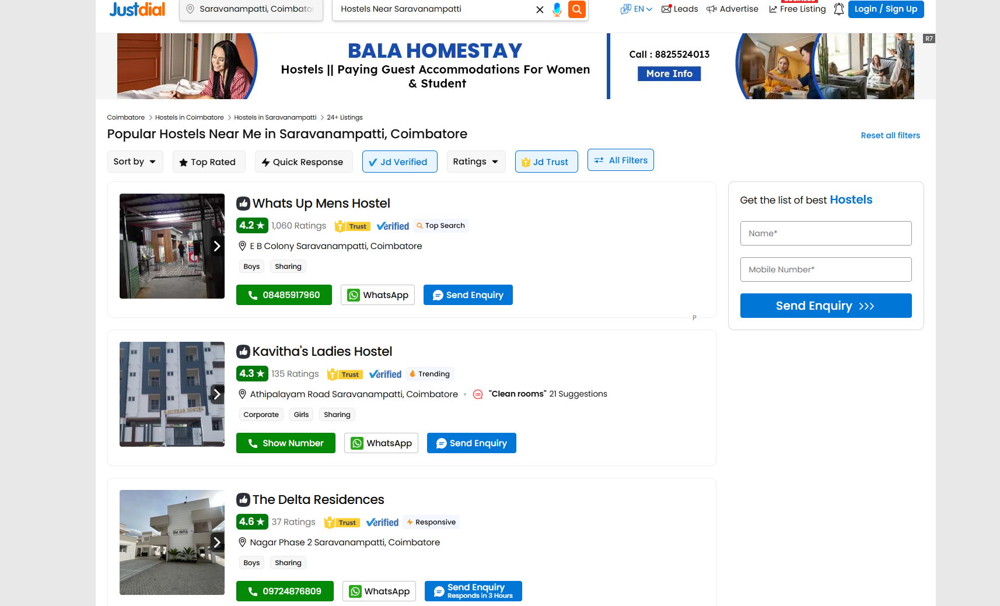 Justdial
Saravanampatti, Coimbato
Hostels Near Saravanampatti
EN
Leads
Advertise
Free Listing
Login / Sign Up
BALA HOMESTAY
Hostels || Paying Guest Accommodations For Women
& Student
Call : 8825524013
More Info
R7
Coimbatore > Hostels in Coimbatore > Hostels in Saravanampatti > 24+ Listings
Popular Hostels Near Me in Saravanampatti, Coimbatore
Reset all filters
Sort by
Top Rated
Quick Response
Jd Verified
Ratings
Jd Trust
All Filters
Whats Up Mens Hostel
4.2 ★ 1,060 Ratings T Trust Verified Top Search
E B Colony Saravanampatti, Coimbatore
Boys Sharing
08485917960 WhatsApp Send Enquiry
P
Get the list of best Hostels
Name*
Mobile Number*
Send Enquiry >>>
Kavitha's Ladies Hostel
4.3 ★ 135 Ratings T Trust Verified Trending
Athipalayam Road Saravanampatti, Coimbatore • "Clean rooms" 21 Suggestions
Corporate Girls Sharing
Show Number WhatsApp Send Enquiry
KAVITHAS HOSTEL
The Delta Residences
4.6 ★ 37 Ratings T Trust Verified Responsive
Nagar Phase 2 Saravanampatti, Coimbatore
Boys Sharing
09724876809 WhatsApp Send Enquiry
Responds in 3 Hours
the delta